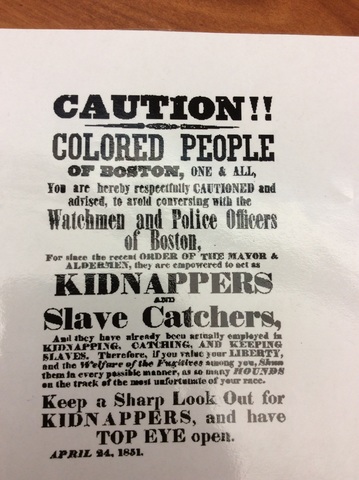 CAUTION!!
COLORED PEOPLE
OF BOSTON, ONE & ALL,
You are hereby respectfully CAUTIONED and
advised, to avoid conversing with the
Watchmen and Police Officers
of Boston,
For since the recent ORDER OF THE MAYOR &
ALDERMEN, they are empowered to act as
KIDNAPPERS
AND
Slave Catchers,
And they have already been actually employed in
KIDNAPPING, CATCHING, AND KEEPING
SLAVES. Therefore, if you value your LIBERTY,
and the Welfare of the Fugitives among you, Shun
them in every possible manner, as so many HOUNDS
on the track of the most unfortunate of your race.
Keep a Sharp Look Out for
KIDNAPPERS, and have
TOP EYE open.
APRIL 24, 1851.